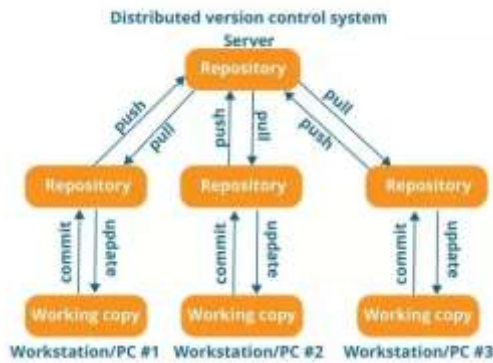 Distributed version control system
Server
Repository
push
pull
push
pull
push
pull
Repository
Repository
Repository
commit
update
commit
update
commit
update
Working copy
Working copy
Working copy
Workstation/PC #1
Workstation/PC #2
Workstation/PC #3